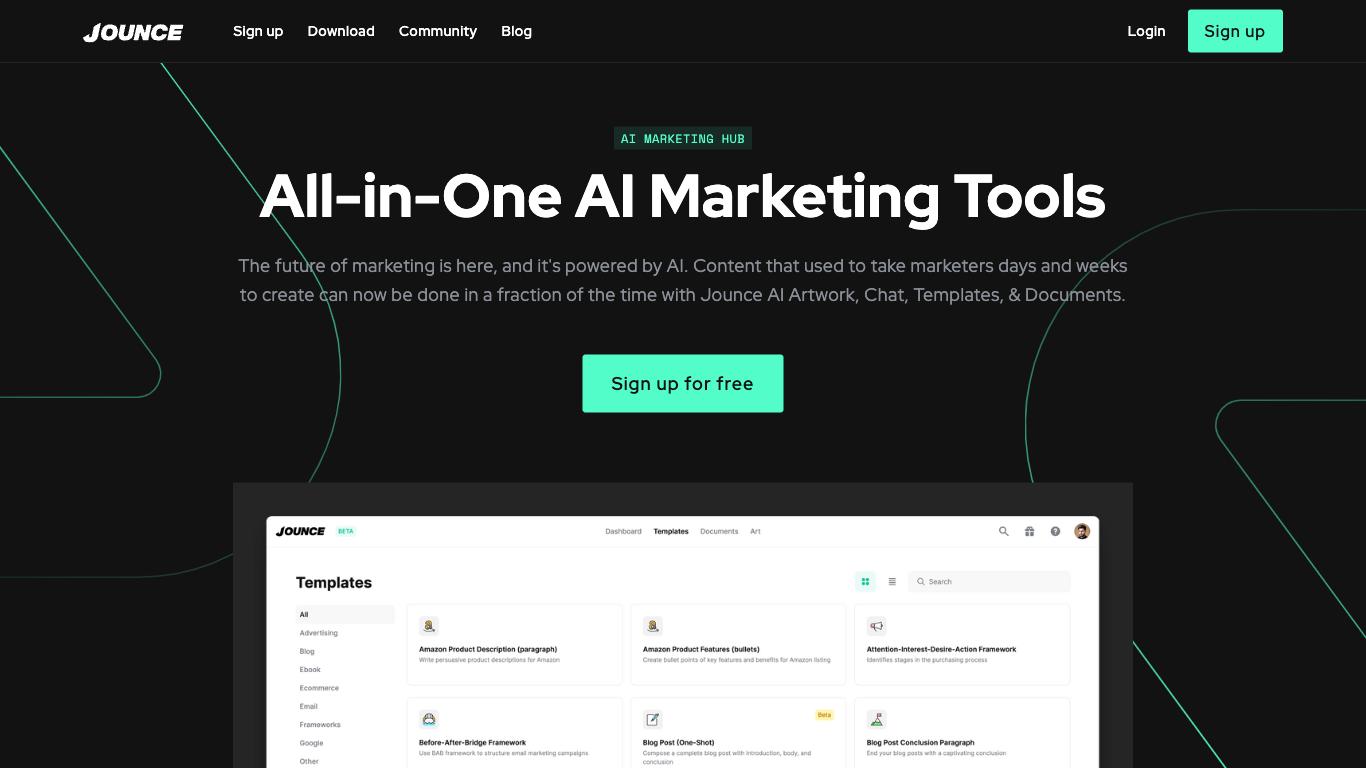 JOUNCE Sign up Download Community Blog Login Sign up
AI MARKETING HUB
All-in-One AI Marketing Tools
The future of marketing is here, and it's powered by AI. Content that used to take marketers days and weeks
to create can now be done in a fraction of the time with Jounce AI Artwork, Chat, Templates, & Documents.
Sign up for free
JOUNCE BETA Dashboard Templates Documents Art
Templates
Search
All
Advertising
Blog
Ebook
Ecommerce
Email
Frameworks
Google
Other
Amazon Product Description (paragraph)
Write persuasive product descriptions for Amazon
Amazon Product Features (bullets)
Create bullet points of key features and benefits for Amazon listing
Attention-Interest-Desire-Action Framework
Identifies stages in the purchasing process
Before-After-Bridge Framework
Use BAB framework to structure email marketing campaigns
Beta
Blog Post (One-Shot)
Compose a complete blog post with introduction, body, and
conclusion
Blog Post Conclusion Paragraph
End your blog posts with a captivating conclusion